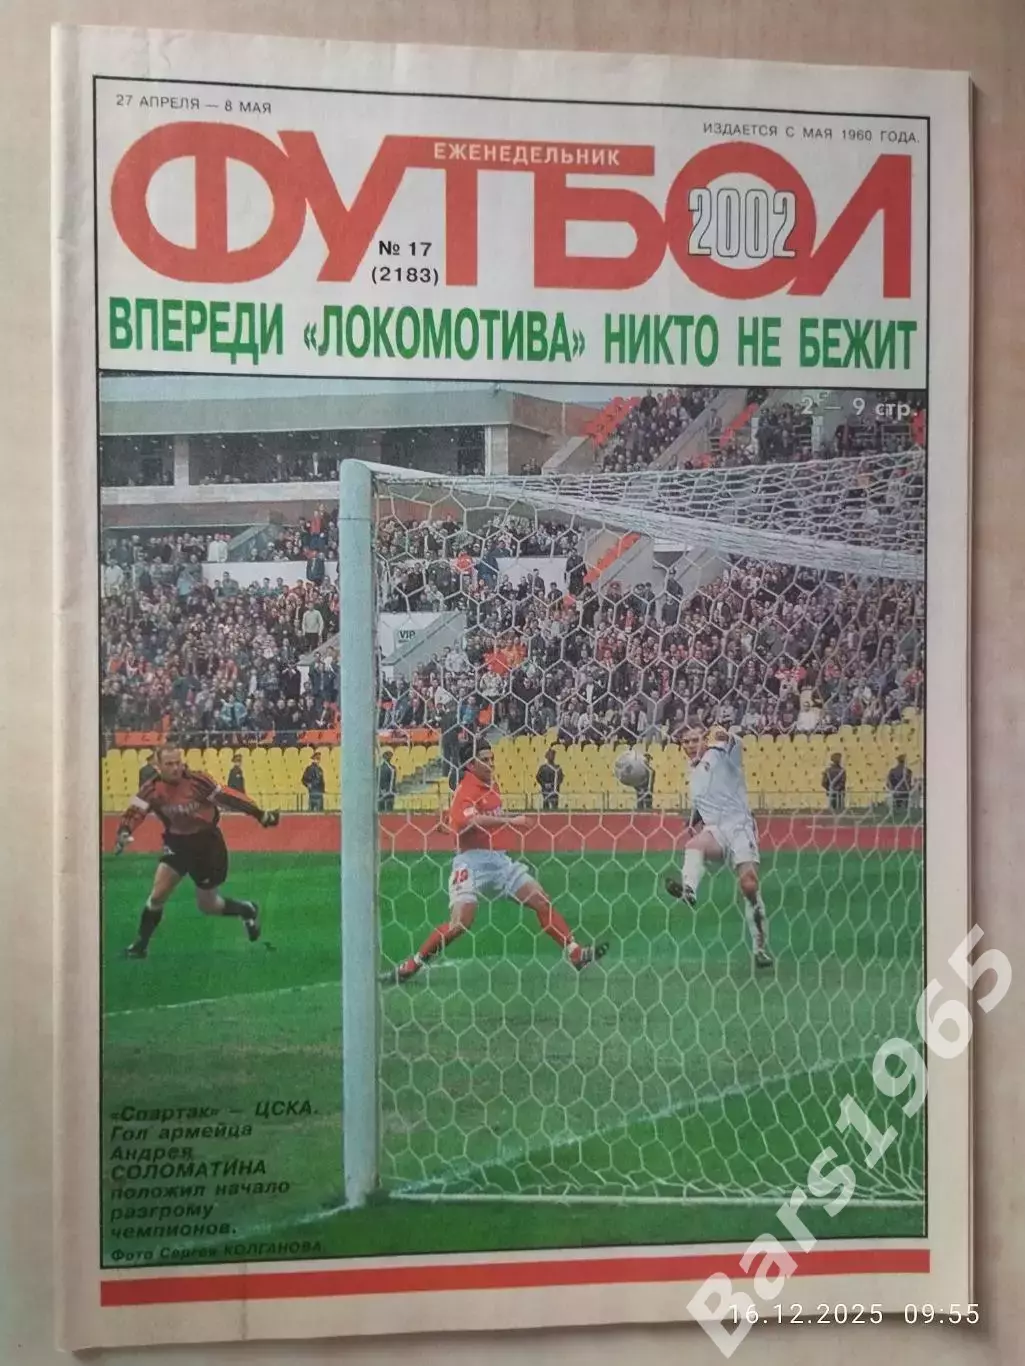 27 АПРЕЛЯ — 8 МАЯ
ИЗДАЕТСЯ С МАЯ 1960 ГОДА.
ФУТБОЛ
ЕЖЕНЕДЕЛЬНИК
2002
№ 17
(2183)
ВПЕРЕДИ «ЛОКОМОТИВА» НИКТО НЕ БЕЖИТ
2 — 9 стр.
VIP
«Спартак» — ЦСКА.
Гол армейца
Андрея
СОЛОМАТИНА
положил начало
разгрому
чемпионов.
Фото Сергея КОЛГАНОВА.
Bars1965
16.12.2025 09:55